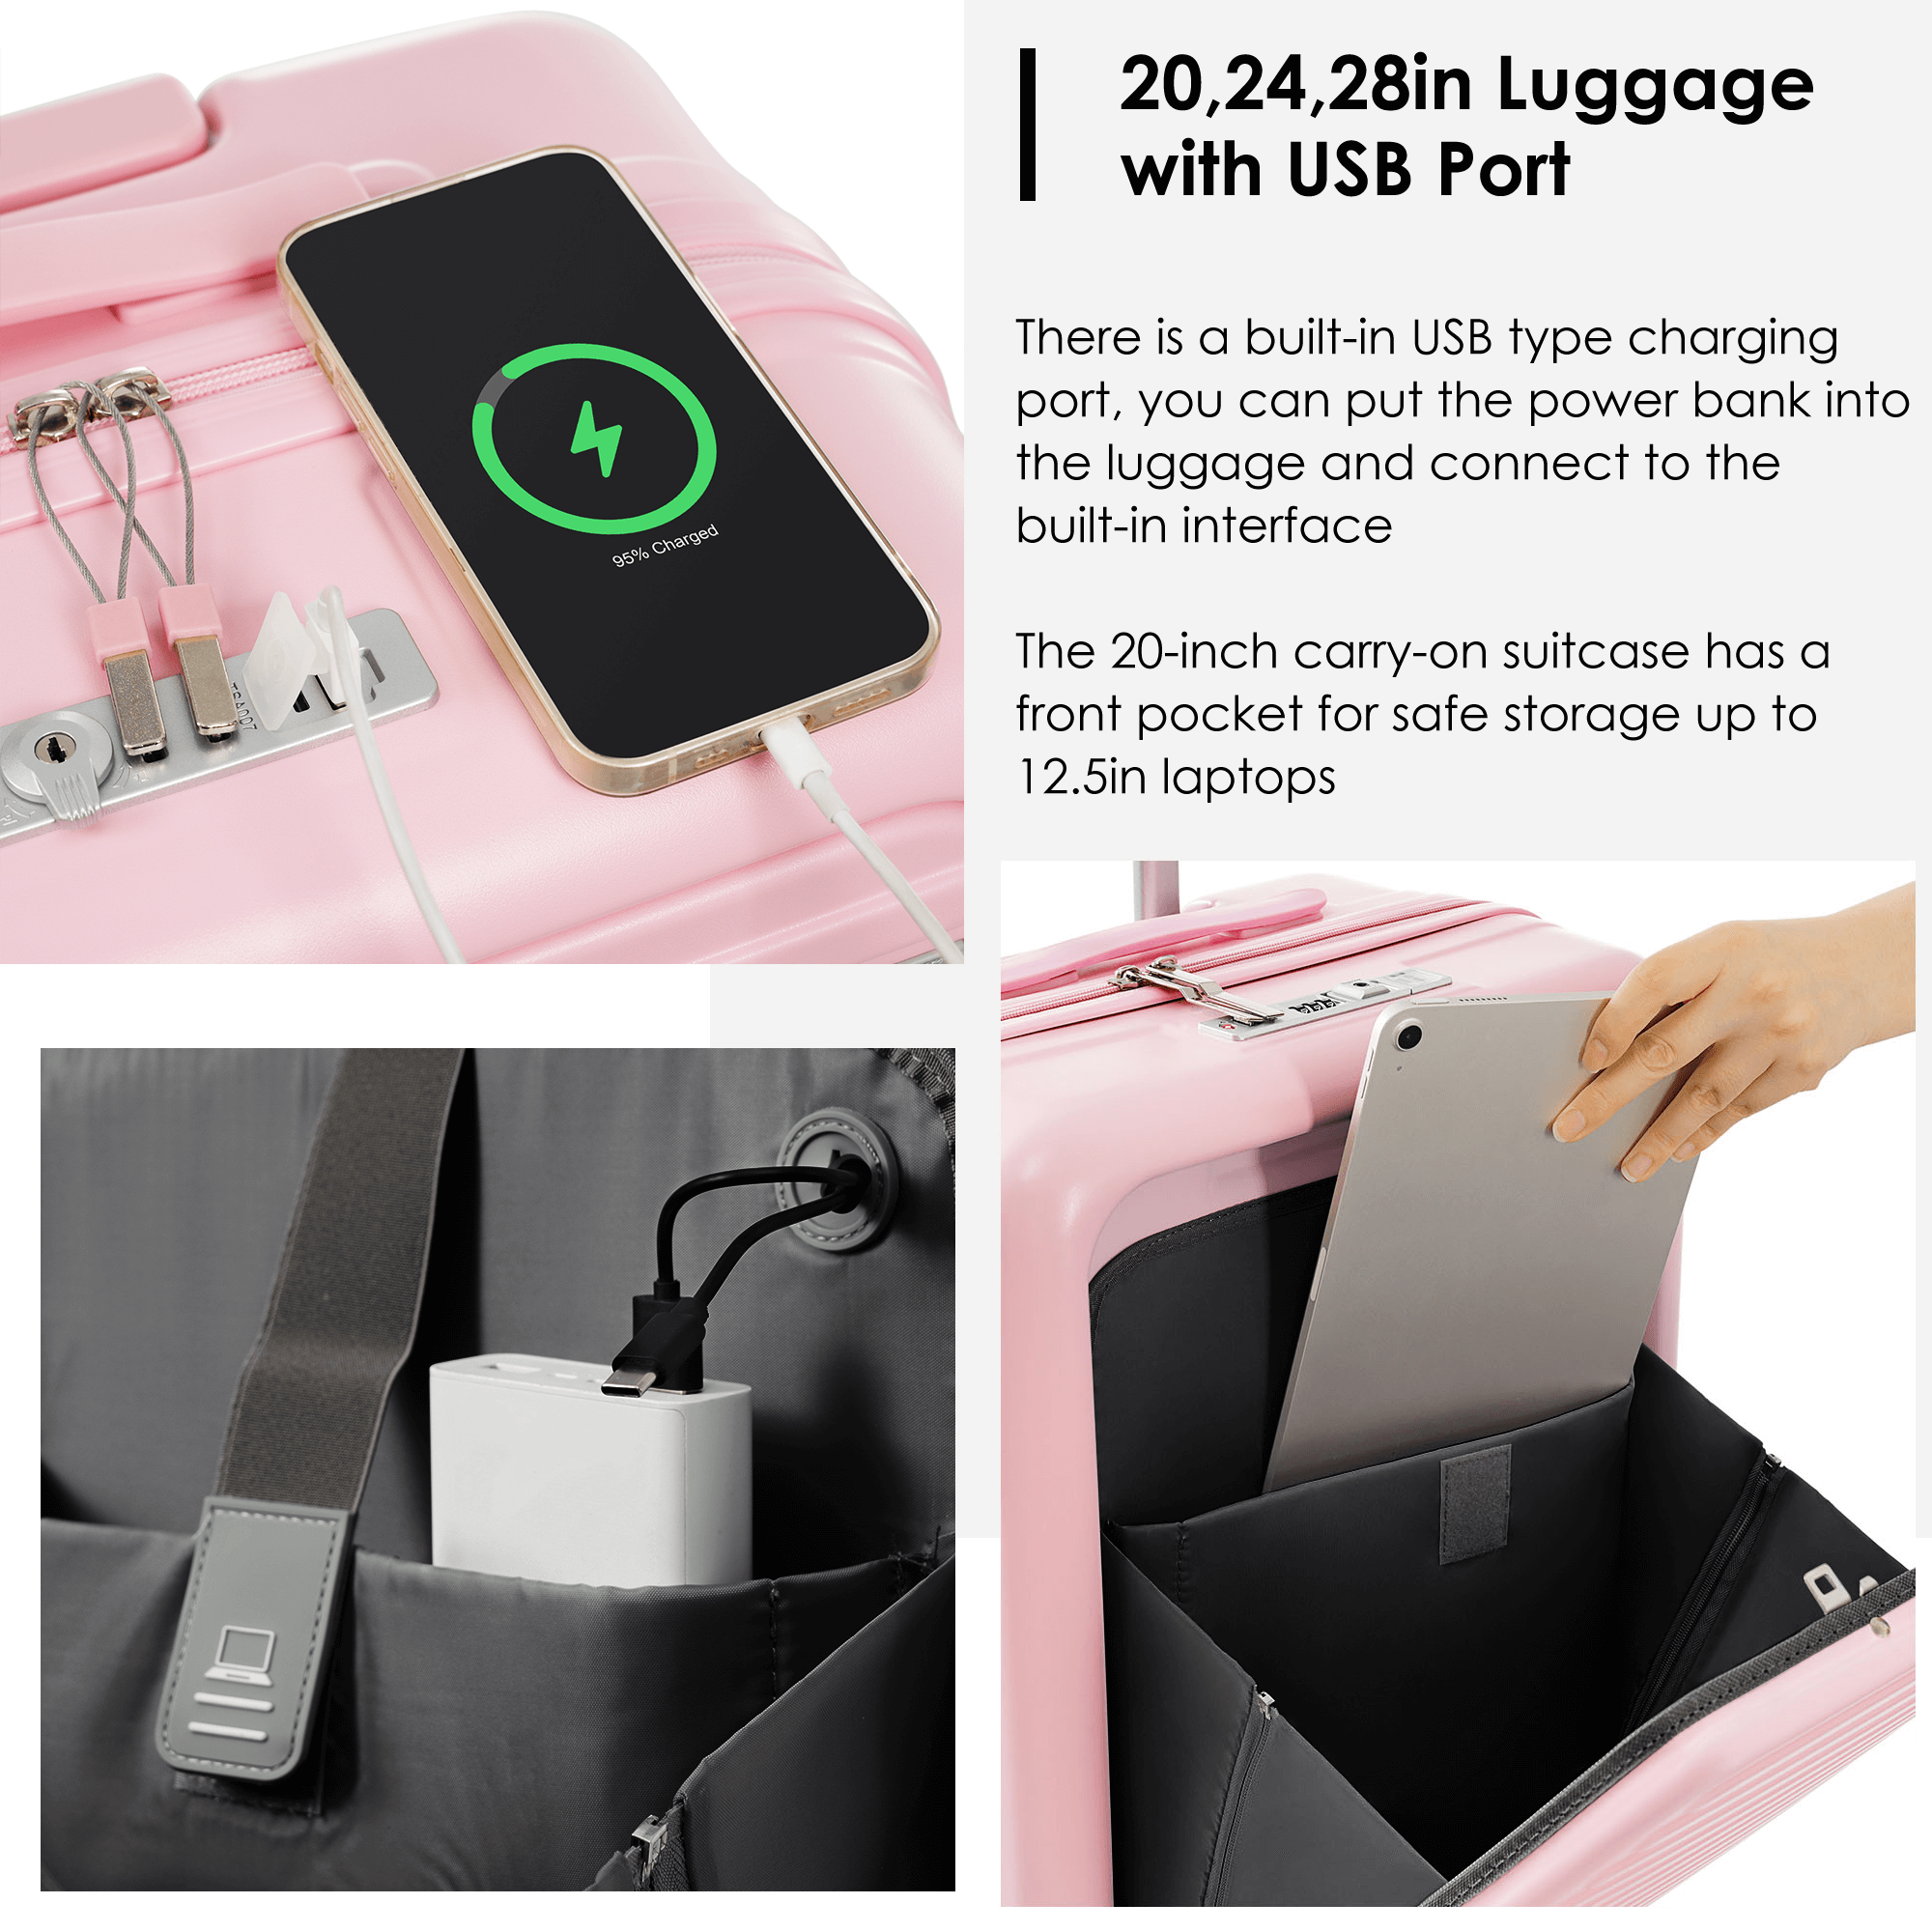 20,24,28in Luggage
with USB Port
There is a built-in USB type charging
port, you can put the power bank into
the luggage and connect to the
built-in interface
The 20-inch carry-on suitcase has a
front pocket for safe storage up to
12.5in laptops
95% Charged
TSA007